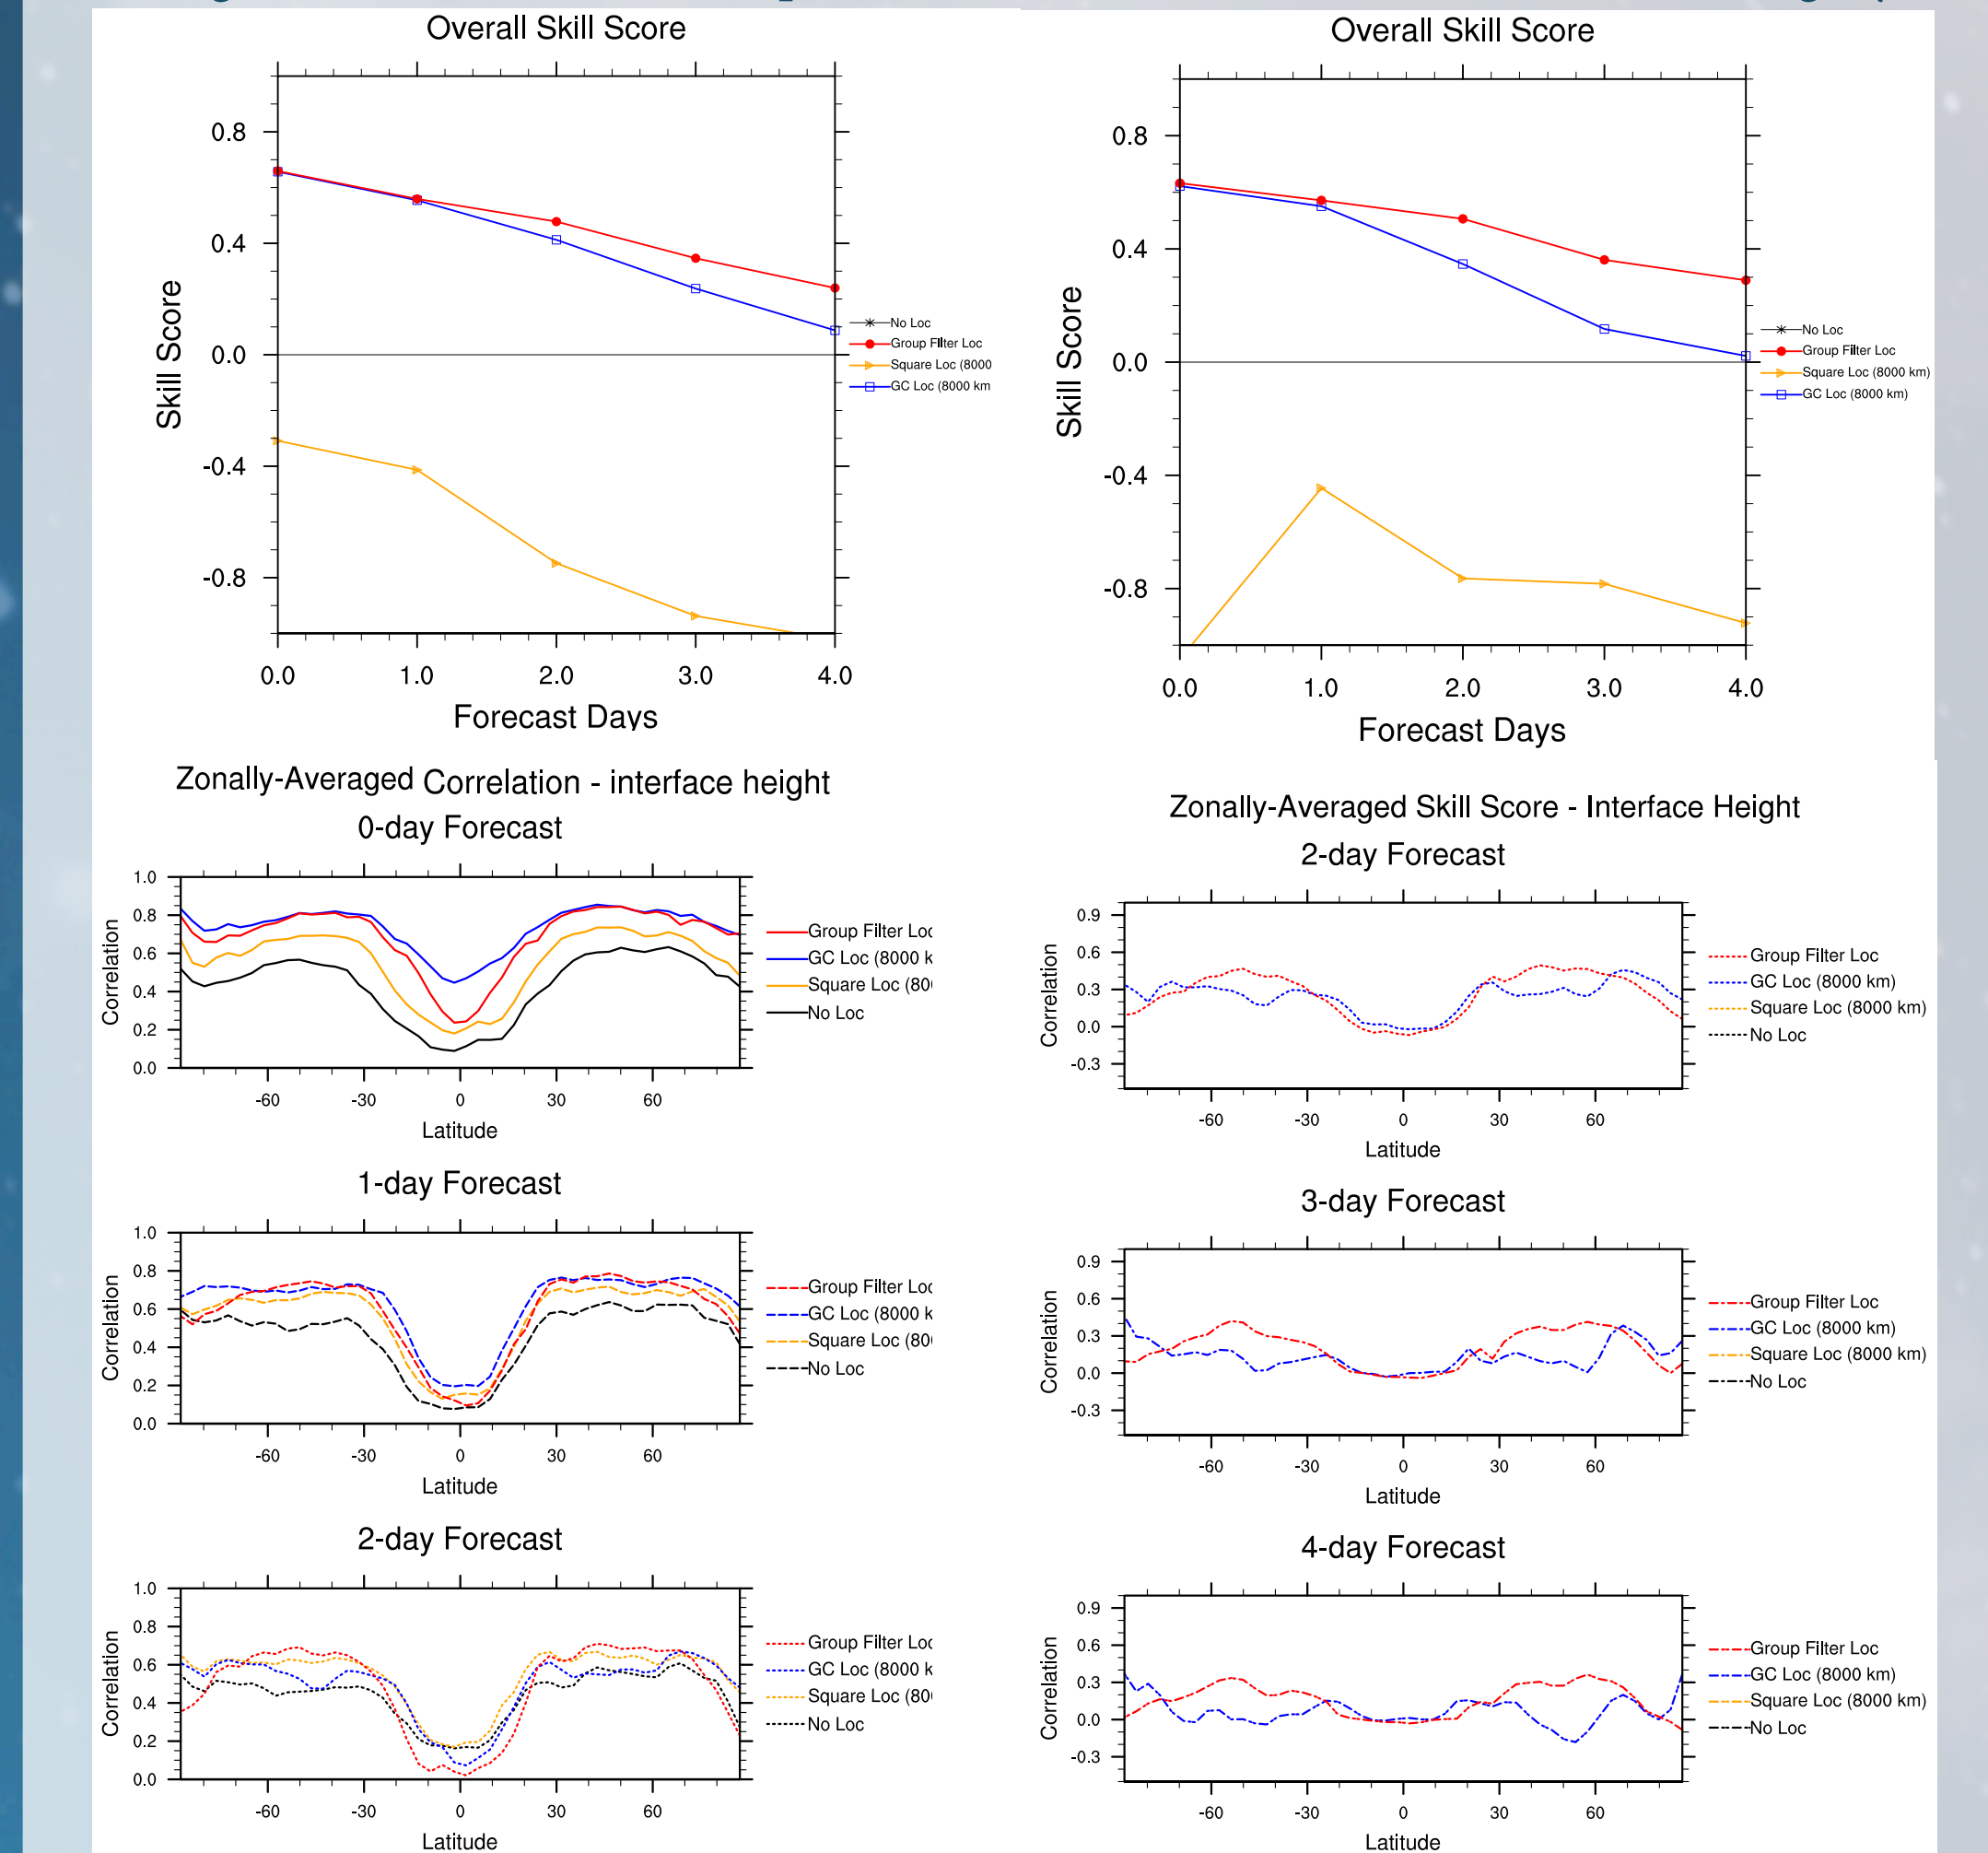 Overall Skill Score
0.8
0.4
0.0
-0.4
-0.8
Skill Score
0.0 1.0 2.0 3.0 4.0
Forecast Days
No Loc
Group Filter Loc
Square Loc (8000
GC Loc (8000 km
Overall Skill Score
0.8
0.4
0.0
-0.4
-0.8
Skill Score
0.0 1.0 2.0 3.0 4.0
Forecast Days
No Loc
Group Filter Loc
Square Loc (8000 km)
GC Loc (8000 km)
Zonally-Averaged Correlation - interface height
0-day Forecast
1.0
0.8
0.6
0.4
0.2
0.0
Correlation
-60 -30 0 30 60
Latitude
Group Filter Loc
GC Loc (8000 k
Square Loc (80
No Loc
1-day Forecast
1.0
0.8
0.6
0.4
0.2
0.0
Correlation
-60 -30 0 30 60
Latitude
Group Filter Loc
GC Loc (8000 k
Square Loc (80
No Loc
2-day Forecast
1.0
0.8
0.6
0.4
0.2
0.0
Correlation
-60 -30 0 30 60
Latitude
Group Filter Loc
GC Loc (8000 k
Square Loc (80
No Loc
Zonally-Averaged Skill Score - Interface Height
2-day Forecast
0.9
0.6
0.3
0.0
-0.3
Correlation
-60 -30 0 30 60
Latitude
Group Filter Loc
GC Loc (8000 km)
Square Loc (8000 km)
No Loc
3-day Forecast
0.9
0.6
0.3
0.0
-0.3
Correlation
-60 -30 0 30 60
Latitude
Group Filter Loc
GC Loc (8000 km)
Square Loc (8000 km)
No Loc
4-day Forecast
0.9
0.6
0.3
0.0
-0.3
Correlation
-60 -30 0 30 60
Latitude
Group Filter Loc
GC Loc (8000 km)
Square Loc (8000 km)
No Loc